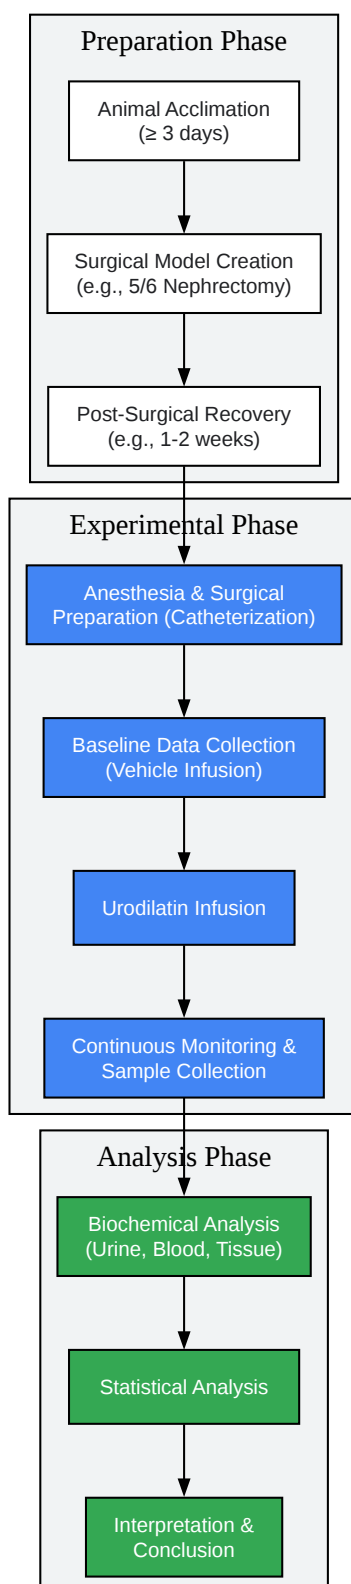 Preparation Phase
Animal Acclimation
(≥ 3 days)
Surgical Model Creation
(e.g., 5/6 Nephrectomy)
Post-Surgical Recovery
(e.g., 1-2 weeks)
Experimental Phase
Anesthesia & Surgical
Preparation (Catheterization)
Baseline Data Collection
(Vehicle Infusion)
Urodilatin Infusion
Continuous Monitoring &
Sample Collection
Analysis Phase
Biochemical Analysis
(Urine, Blood, Tissue)
Statistical Analysis
Interpretation &
Conclusion